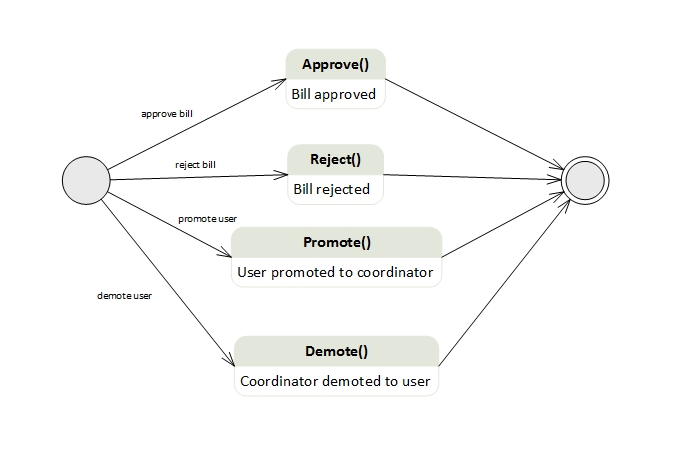 Approve()
Bill approved
approve bill
Reject()
reject bill
Bill rejected
promote user
Promote()
User promoted to coordinator
demote user
Demote()
Coordinator demoted to user